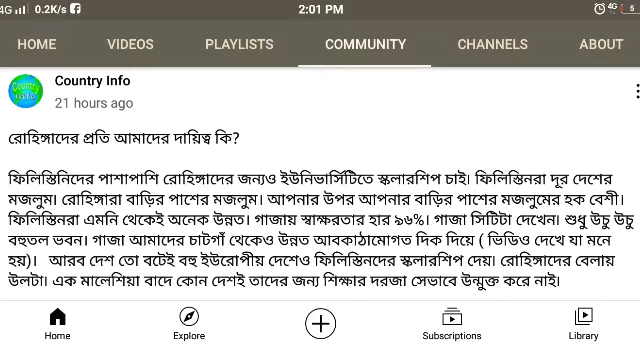 4G 0.2K/s 2:01 PM 4G 5
HOME VIDEOS PLAYLISTS COMMUNITY CHANNELS ABOUT
Country Info
21 hours ago
রোহিঙ্গাদের প্রতি আমাদের দায়িত্ব কি?
ফিলিস্তিনিদের পাশাপাশি রোহিঙ্গাদের জন্যও ইউনিভার্সিটিতে স্কলারশিপ চাই। ফিলিস্তিনরা দূর দেশের
মজলুম। রোহিঙ্গারা বাড়ির পাশের মজলুম। আপনার উপর আপনার বাড়ির পাশের মজলুমের হক বেশী।
ফিলিস্তিনরা এমনি থেকেই অনেক উন্নত। গাজায় স্বাক্ষরতার হার ৯৬%। গাজা সিটিটা দেখেন। শুধু উচু উচু
বহুতল ভবন। গাজা আমাদের চাটগাঁ থেকেও উন্নত আবকাঠামোগত দিক দিয়ে ( ভিডিও দেখে যা মনে
হয়)। আরব দেশ তো বটেই বহু ইউরোপীয় দেশেও ফিলিস্তিনদের স্কলারশিপ দেয়। রোহিঙ্গাদের বেলায়
উলটা। এক মালেশিয়া বাদে কোন দেশই তাদের জন্য শিক্ষার দরজা সেভাবে উন্মুক্ত করে নাই।
Home Explore Subscriptions Library